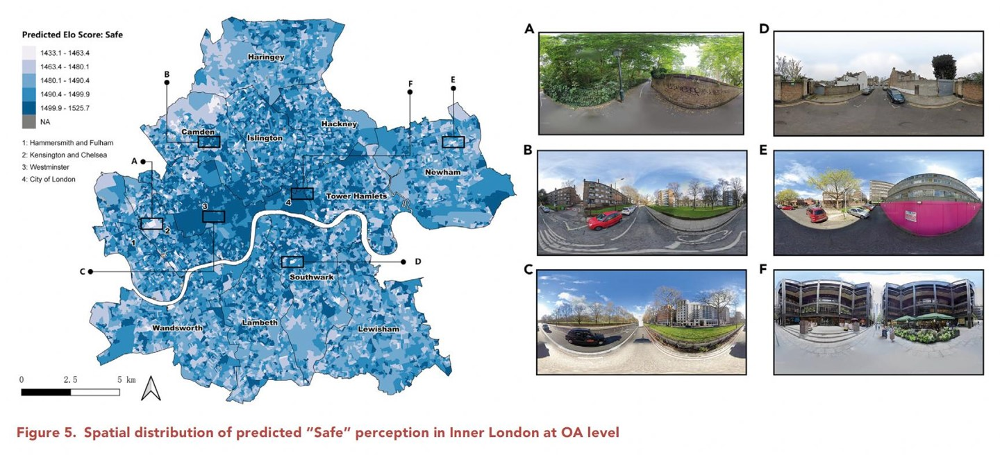 Predicted Elo Score: Safe
1433.1 - 1463.4
1463.4 - 1480.1
1480.1 - 1490.4
1490.4 - 1499.9
1499.9 - 1525.7
NA
1: Hammersmith and Fulham
2: Kensington and Chelsea
3: Westminster
4: City of London
Haringey
B
F
E
Camden
Islington
Hackney
A
Newham
3
4
Tower Hamlets
2
1
C
D
Southwark
Wandsworth
Lambeth
Lewisham
0 2.5 5 km
A
D
B
E
C
F
Figure 5. Spatial distribution of predicted "Safe" perception in Inner London at OA level